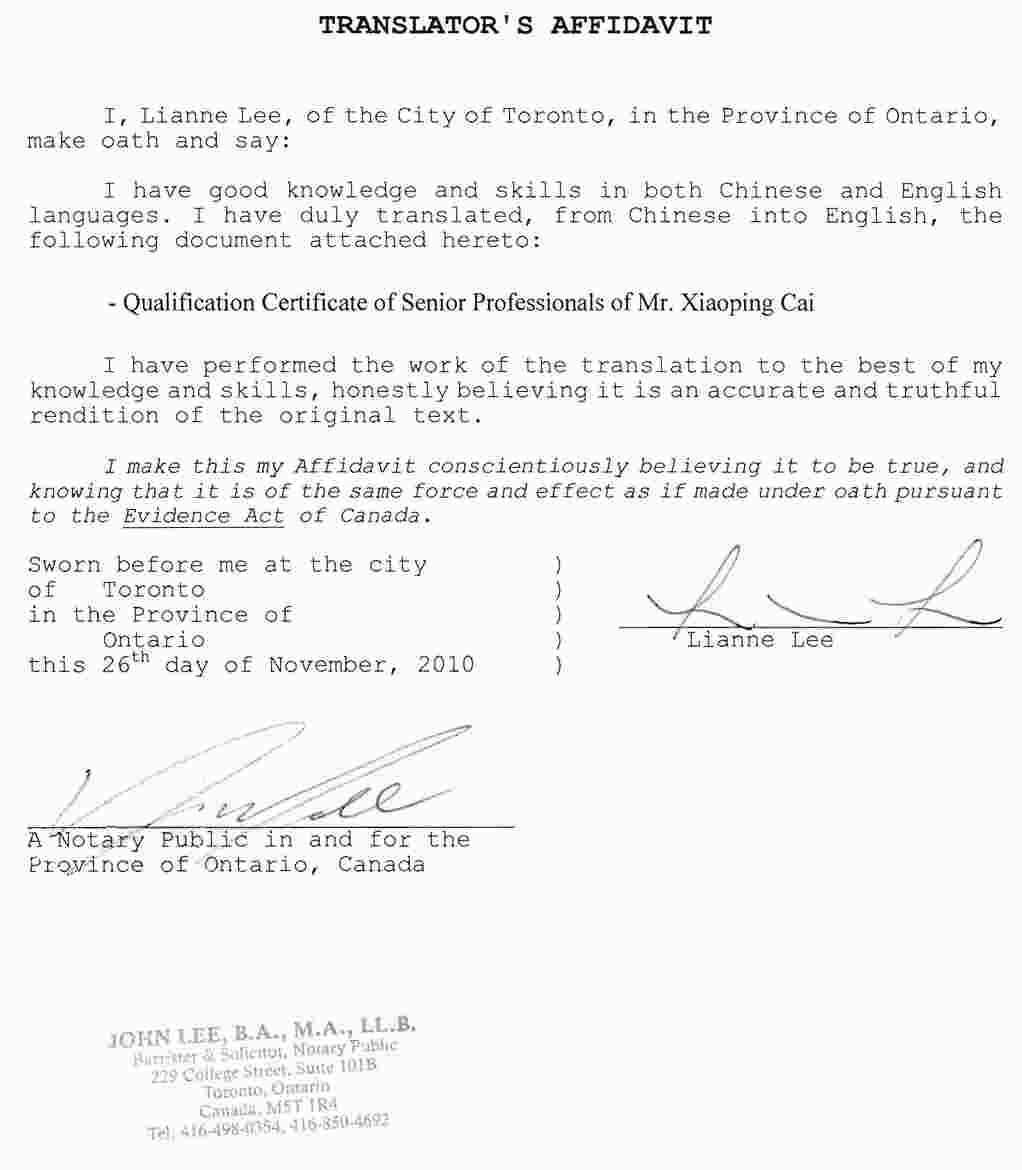 TRANSLATOR'S AFFIDAVIT
I, Lianne Lee, of the City of Toronto, in the Province of Ontario,
make oath and say:
I have good knowledge and skills in both Chinese and English
languages. I have duly translated, from Chinese into English, the
following document attached hereto:
- Qualification Certificate of Senior Professionals of Mr. Xiaoping Cai
I have performed the work of the translation to the best of my
knowledge and skills, honestly believing it is an accurate and truthful
rendition of the original text.
I make this my Affidavit conscientiously believing it to be true, and
knowing that it is of the same force and effect as if made under oath pursuant
to the Evidence Act of Canada.
Sworn before me at the city )
of Toronto )
in the Province of )
Ontario )
Lianne Lee
this 26th day of November, 2010 )
A Notary Public in and for the
Province of Ontario, Canada
JOHN LEE, B.A., M.A., LL.B.
Barrister & Solicitor, Notary Public
229 College Street, Suite 101B
Toronto, Ontario
Canada, M5T 1R4
Tel: 416-498-0354, 416-850-4692